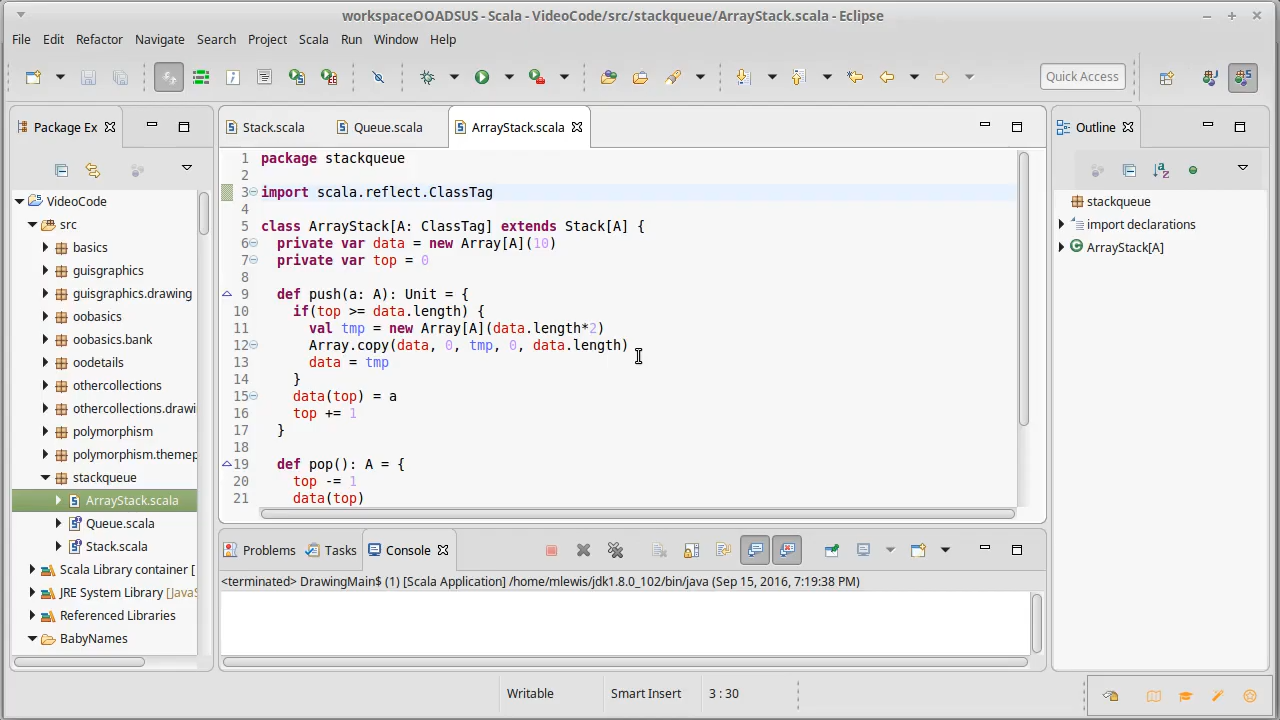 workspaceOOADSUS - Scala - VideoCode/src/stackqueue/ArrayStack.scala - Eclipse
File Edit Refactor Navigate Search Project Scala Run Window Help
Quick Access
Package Ex
Stack.scala Queue.scala ArrayStack.scala
Outline
VideoCode
src
basics
guisgraphics
guisgraphics.drawing
oobasics
oobasics.bank
oodetails
othercollections
othercollections.drawi
polymorphism
polymorphism.themep
stackqueue
ArrayStack.scala
Queue.scala
Stack.scala
Scala Library container [
JRE System Library [Java
Referenced Libraries
BabyNames
1 package stackqueue
2
3 import scala.reflect.ClassTag
4
5 class ArrayStack[A: ClassTag] extends Stack[A] {
6 private var data = new Array[A](10)
7 private var top = 0
8
9 def push(a: A): Unit = {
10 if(top >= data.length) {
11 val tmp = new Array[A](data.length*2)
12 Array.copy(data, 0, tmp, 0, data.length)
13 data = tmp
14 }
15 data(top) = a
16 top += 1
17 }
18
19 def pop(): A = {
20 top -= 1
21 data(top)
stackqueue
import declarations
ArrayStack[A]
Problems Tasks Console
<terminated> DrawingMain$ (1) [Scala Application] /home/mlewis/jdk1.8.0_102/bin/java (Sep 15, 2016, 7:19:38 PM)
Writable Smart Insert 3 : 30